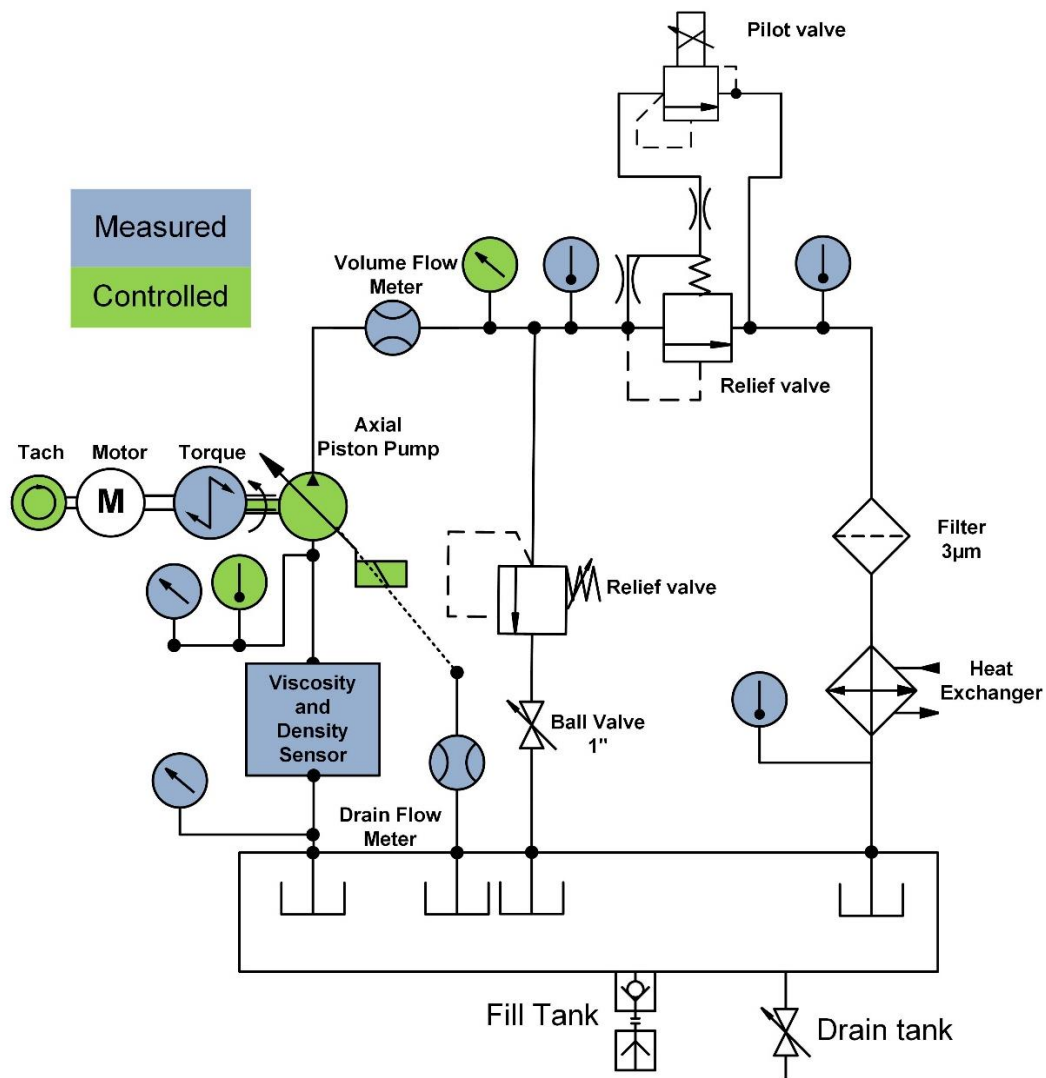 Pilot valve
Measured
Controlled
Volume Flow
Meter
Relief valve
Axial
Piston Pump
Tach
Motor
Torque
M
Filter
3µm
Relief valve
Viscosity
and
Density
Sensor
Heat
Exchanger
Ball Valve
1"
Drain Flow
Meter
Fill Tank
Drain tank